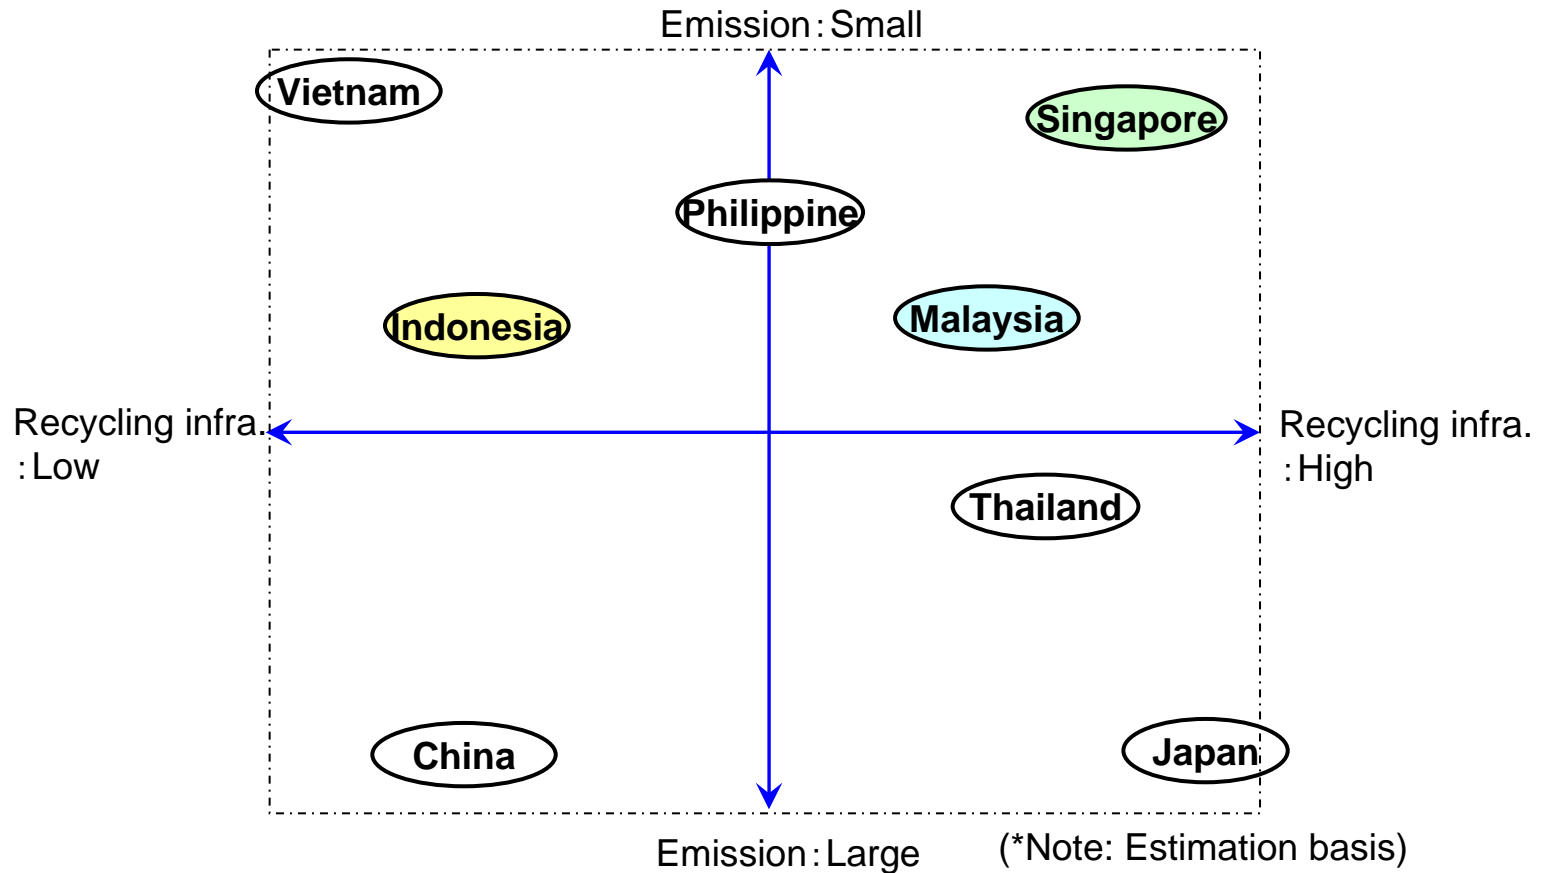 Emission：Small
Vietnam
Singapore
Philippine
Indonesia
Malaysia
Recycling infra.
：Low
Recycling infra.
：High
Thailand
China
Japan
Emission：Large
(*Note: Estimation basis)